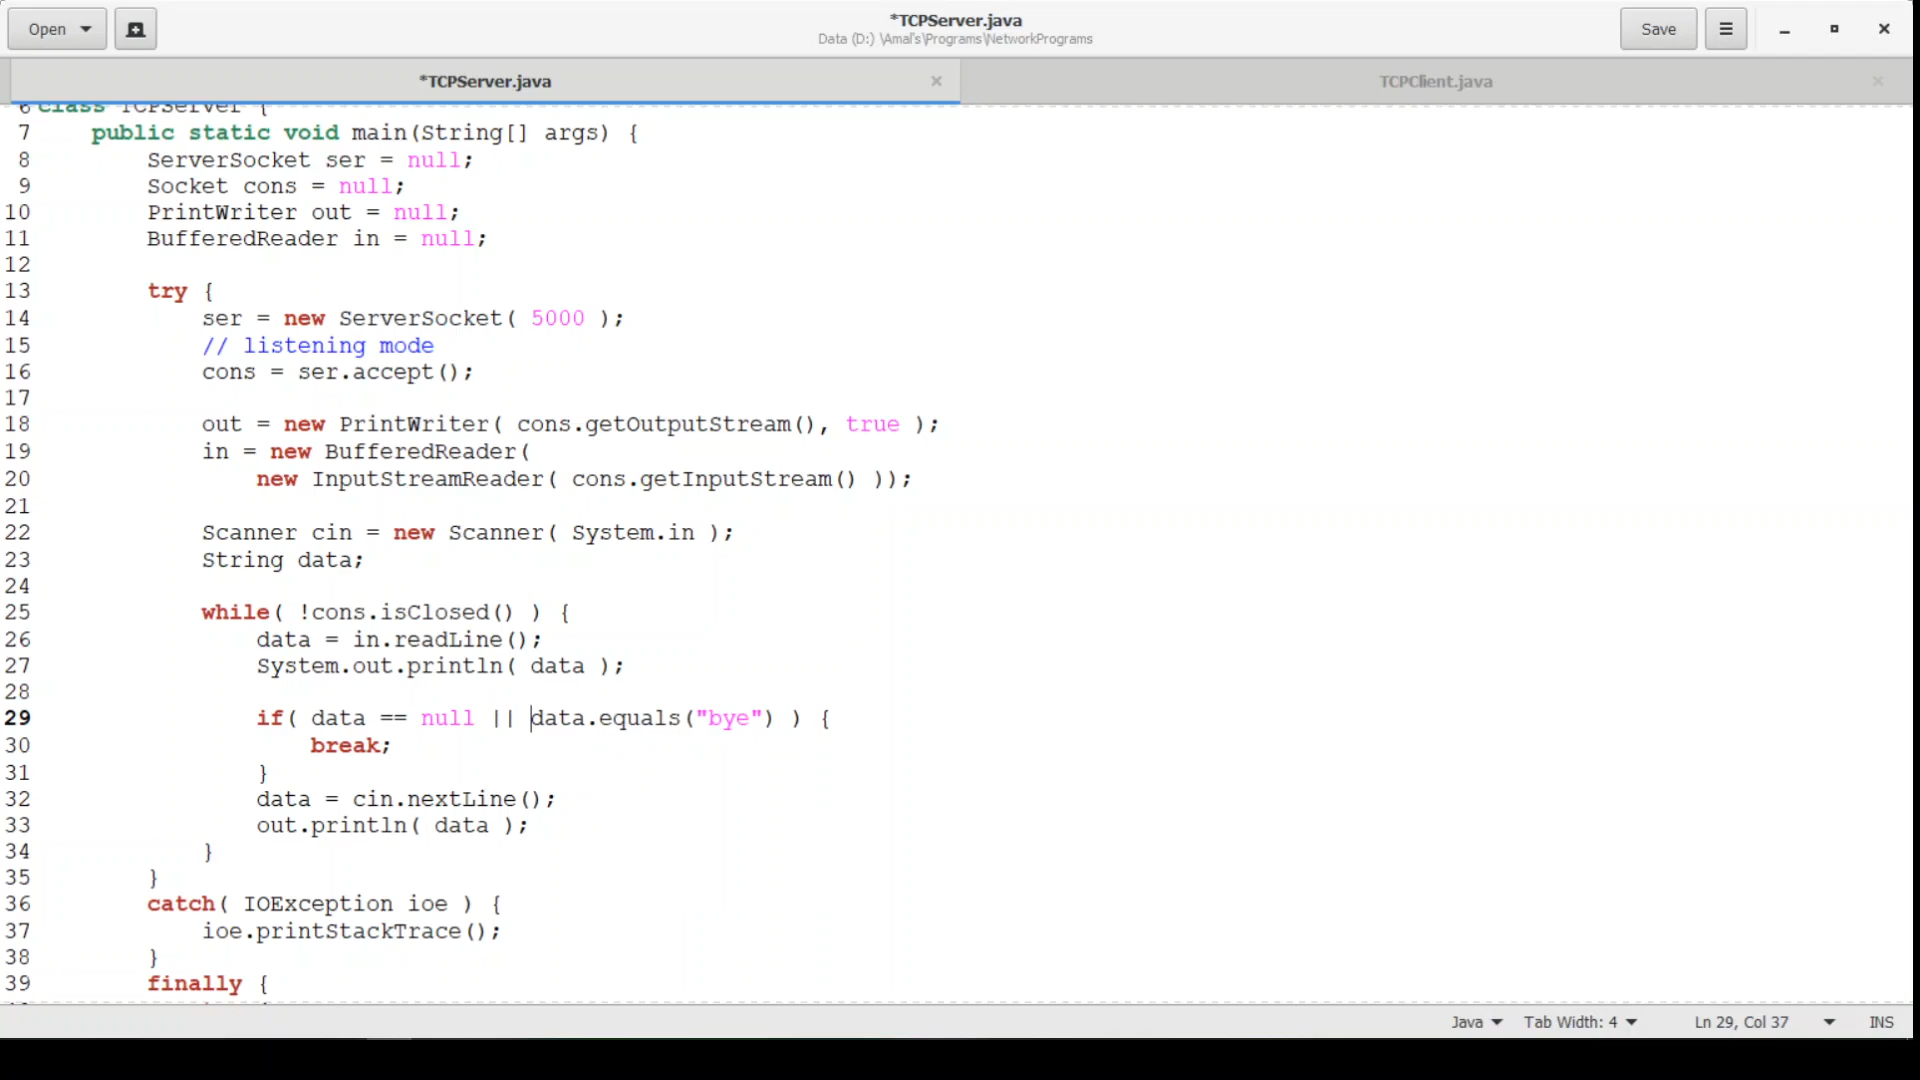 Open
*TCPServer.java
Data (D:) \Amal's\Programs\NetworkPrograms
Save
*TCPServer.java
TCPClient.java
6 class TCPServer {
7     public static void main(String[] args) {
8         ServerSocket ser = null;
9         Socket cons = null;
10         PrintWriter out = null;
11         BufferedReader in = null;
12
13         try {
14             ser = new ServerSocket( 5000 );
15             // listening mode
16             cons = ser.accept();
17
18             out = new PrintWriter( cons.getOutputStream(), true );
19             in = new BufferedReader(
20                 new InputStreamReader( cons.getInputStream() ));
21
22             Scanner cin = new Scanner( System.in );
23             String data;
24
25             while( !cons.isClosed() ) {
26                 data = in.readLine();
27                 System.out.println( data );
28
29                 if( data == null || data.equals("bye") ) {
30                     break;
31                 }
32                 data = cin.nextLine();
33                 out.println( data );
34             }
35         }
36         catch( IOException ioe ) {
37             ioe.printStackTrace();
38         }
39         finally {
Java
Tab Width: 4
Ln 29, Col 37
INS